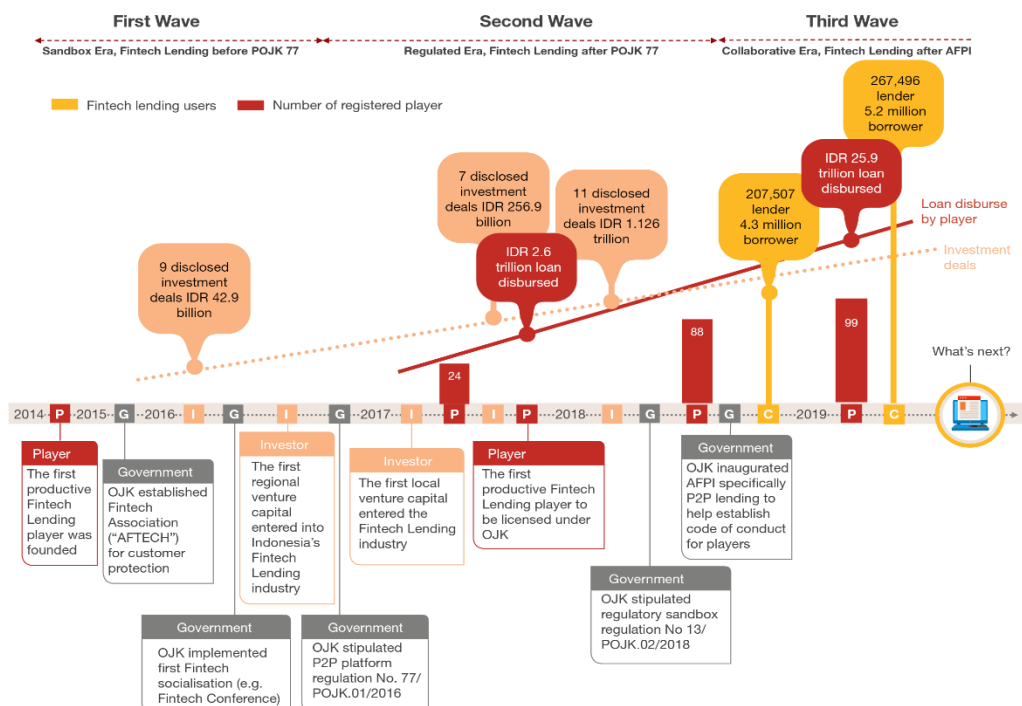 First Wave
Second Wave
Third Wave
Sandbox Era, Fintech Lending before POJK 77
Regulated Era, Fintech Lending after POJK 77
Collaborative Era, Fintech Lending after AFPI
Fintech lending users
Number of registered player
267,496
lender
5.2 million
borrower
7 disclosed
investment
deals IDR 256.9
billion
11 disclosed
investment
deals IDR 1.126
trillion
IDR 25.9
trillion loan
disbursed
207,507
lender
4.3 million
borrower
Loan disburse
by player
IDR 2.6
trillion loan
disbursed
Investment
deals
9 disclosed
investment
deals IDR 42.9
billion
24
88
99
What's next?
2014 P 2015 G 2016 I G I G 2017 I P I P 2018 I G P G C 2019 P C
Player
The first
productive
Fintech
Lending
player was
founded
Government
OJK established
Fintech
Association
("AFTECH")
for customer
protection
Investor
The first
regional
venture
capital
entered into
Indonesia's
Fintech
Lending
industry
Investor
The first local
venture capital
entered the
Fintech Lending
industry
Player
The first
productive Fintech
Lending player to
be licensed under
OJK
Government
OJK inaugurated
AFPI specifically
P2P lending to
help establish
code of conduct
for players
Government
OJK implemented
first Fintech
socialisation (e.g.
Fintech Conference)
Government
OJK stipulated
P2P platform
regulation No. 77/
POJK.01/2016
Government
OJK stipulated
regulatory sandbox
regulation No 13/
POJK.02/2018